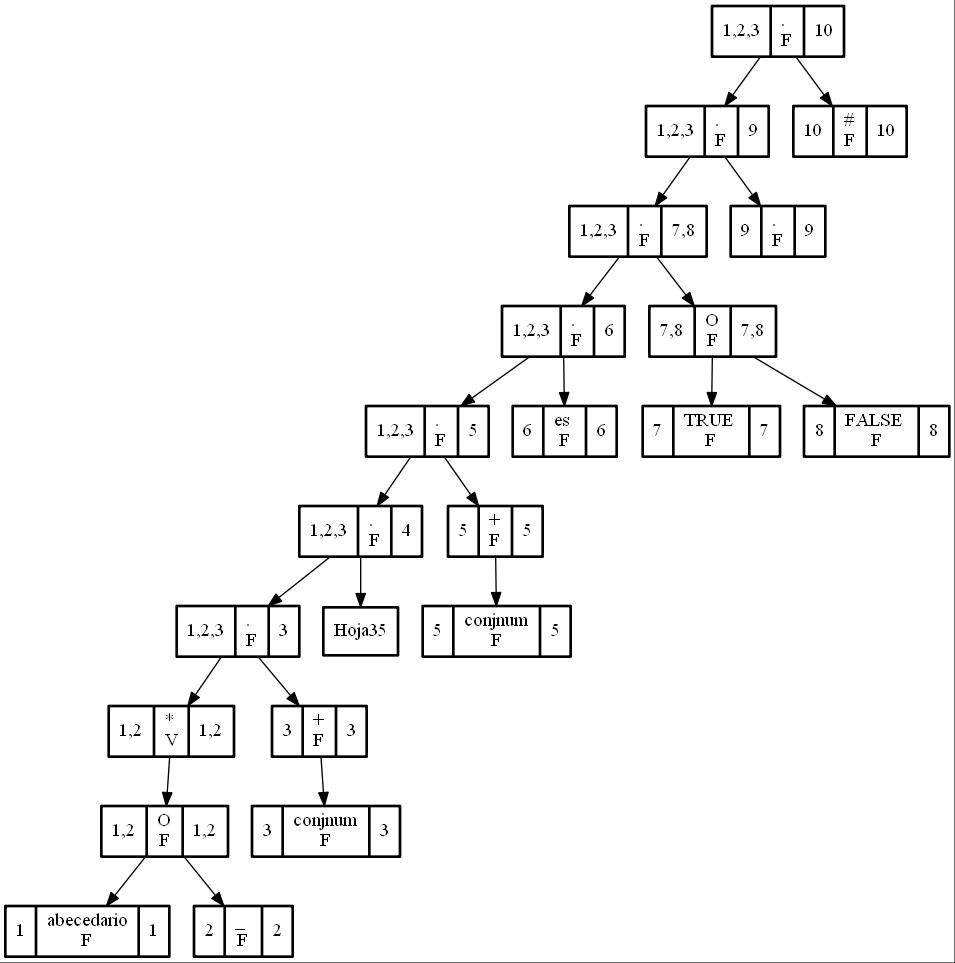 1,2,3 . F 10
1,2,3 . F 9
10 # F 10
1,2,3 . F 7,8
9 . F 9
1,2,3 . F 6
7,8 O F 7,8
1,2,3 . F 5
6 es F 6
7 TRUE F 7
8 FALSE F 8
1,2,3 . F 4
5 + F 5
1,2,3 . F 3
Hoja35
5 conjnum F 5
1,2 * V 1,2
3 + F 3
1,2 O F 1,2
3 conjnum F 3
1 abecedario F 1
2 _ F 2